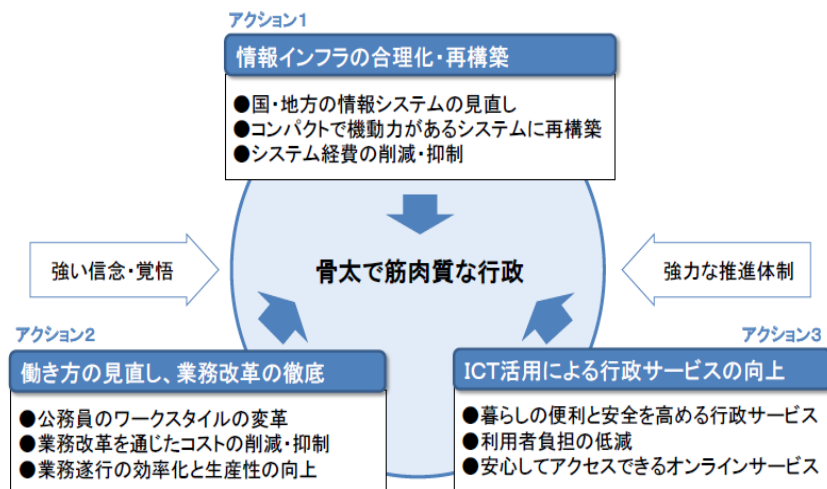 アクション1
情報インフラの合理化・再構築
●国・地方の情報システムの見直し
●コンパクトで機動力があるシステムに再構築
●システム経費の削減・抑制
強い信念・覚悟
骨太で筋肉質な行政
強力な推進体制
アクション2
働き方の見直し、業務改革の徹底
●公務員のワークスタイルの変革
●業務改革を通じたコストの削減・抑制
●業務遂行の効率化と生産性の向上
アクション3
ICT活用による行政サービスの向上
●暮らしの便利と安全を高める行政サービス
●利用者負担の低減
●安心してアクセスできるオンラインサービス